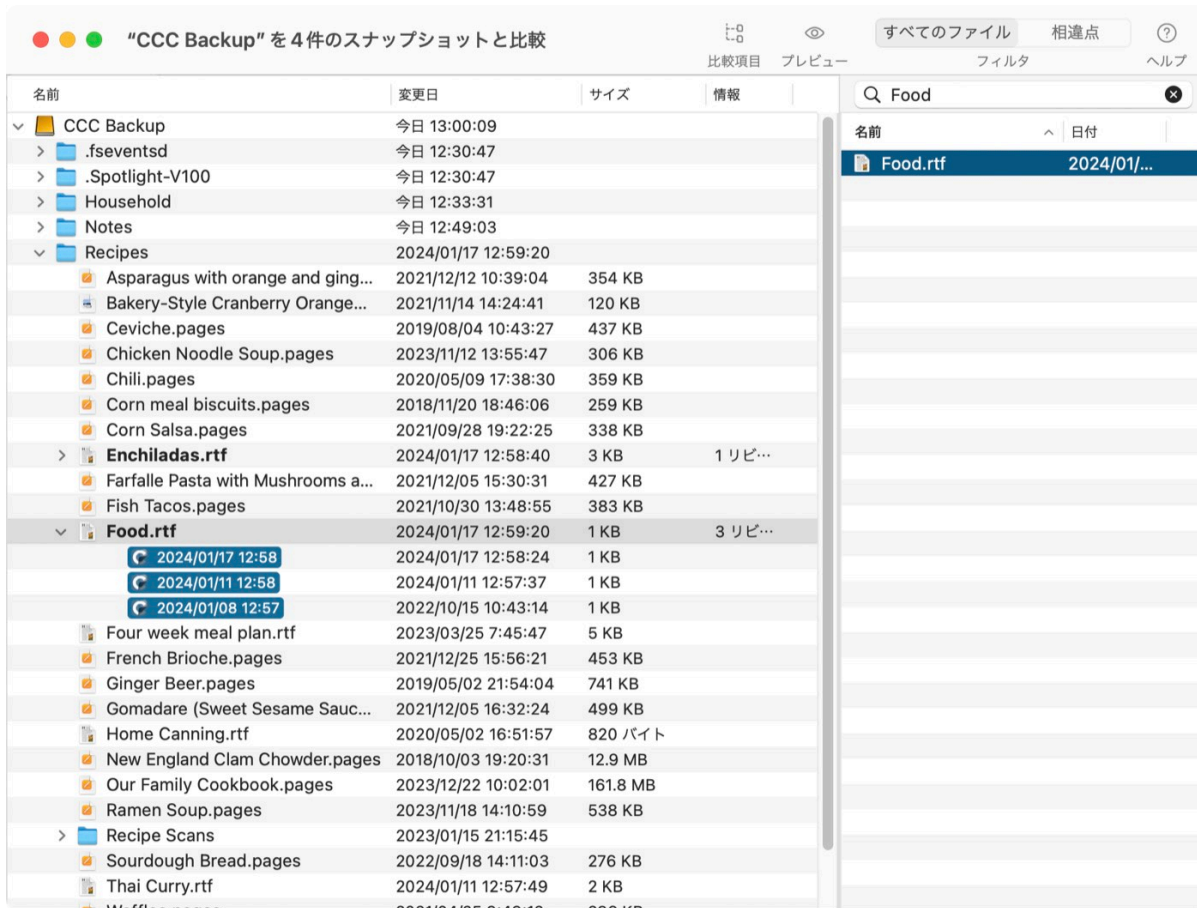 “CCC Backup” を4件のスナップショットと比較
比較項目
プレビュー
すべてのファイル 相違点
フィルタ
ヘルプ
名前 変更日 サイズ 情報
CCC Backup 今日 13:00:09
.fseventsd 今日 12:30:47
.Spotlight-V100 今日 12:30:47
Household 今日 12:33:31
Notes 今日 12:49:03
Recipes 2024/01/17 12:59:20
Asparagus with orange and ging... 2021/12/12 10:39:04 354 KB
Bakery-Style Cranberry Orange... 2021/11/14 14:24:41 120 KB
Ceviche.pages 2019/08/04 10:43:27 437 KB
Chicken Noodle Soup.pages 2023/11/12 13:55:47 306 KB
Chili.pages 2020/05/09 17:38:30 359 KB
Corn meal biscuits.pages 2018/11/20 18:46:06 259 KB
Corn Salsa.pages 2021/09/28 19:22:25 338 KB
Enchiladas.rtf 2024/01/17 12:58:40 3 KB 1 リビ…
Farfalle Pasta with Mushrooms a... 2021/12/05 15:30:31 427 KB
Fish Tacos.pages 2021/10/30 13:48:55 383 KB
Food.rtf 2024/01/17 12:59:20 1 KB 3 リビ…
2024/01/17 12:58 2024/01/17 12:58:24 1 KB
2024/01/11 12:58 2024/01/11 12:57:37 1 KB
2024/01/08 12:57 2022/10/15 10:43:14 1 KB
Four week meal plan.rtf 2023/03/25 7:45:47 5 KB
French Brioche.pages 2021/12/25 15:56:21 453 KB
Ginger Beer.pages 2019/05/02 21:54:04 741 KB
Gomadare (Sweet Sesame Sauc... 2021/12/05 16:32:24 499 KB
Home Canning.rtf 2020/05/02 16:51:57 820 バイト
New England Clam Chowder.pages 2018/10/03 19:20:31 12.9 MB
Our Family Cookbook.pages 2023/12/22 10:02:01 161.8 MB
Ramen Soup.pages 2023/11/18 14:10:59 538 KB
Recipe Scans 2023/01/15 21:15:45
Sourdough Bread.pages 2022/09/18 14:11:03 276 KB
Thai Curry.rtf 2024/01/11 12:57:49 2 KB
Food
名前 日付
Food.rtf 2024/01/...